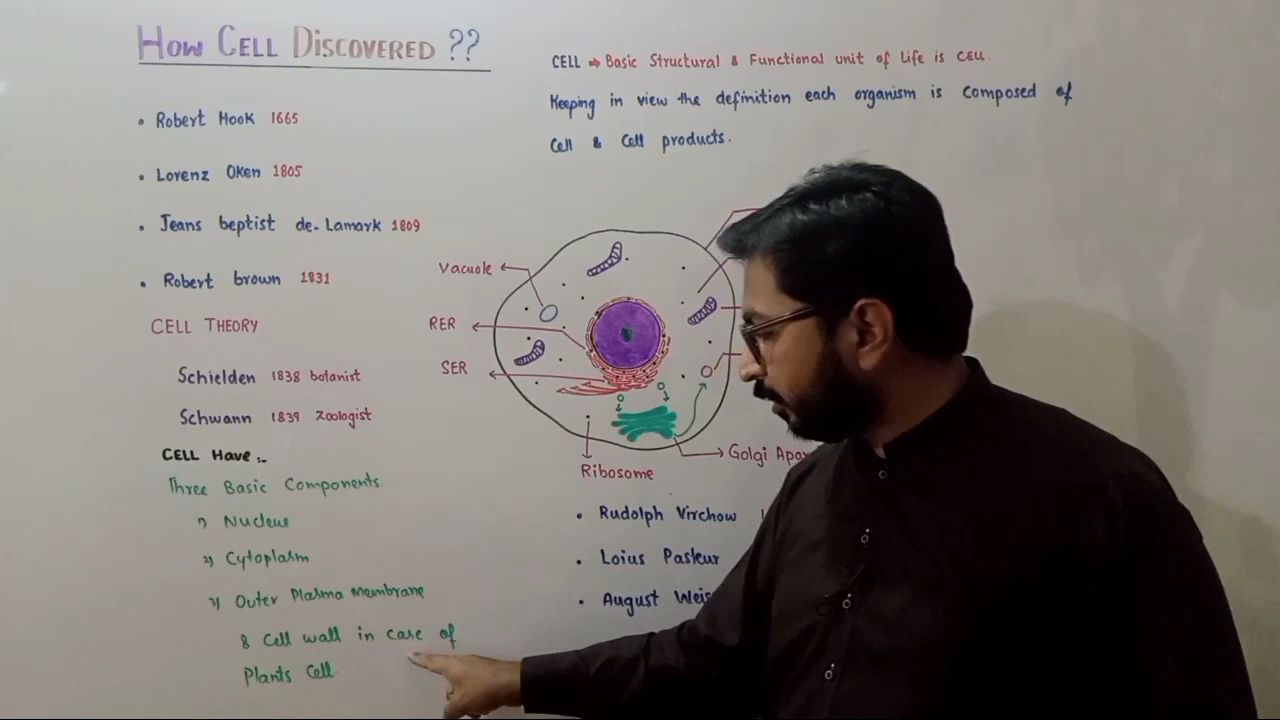 How CELL DISCOVERED ??
• Robert Hook 1665
• Lorenz Oken 1805
• Jeans beptist de-Lamark 1809
• Robert brown 1831
CELL THEORY
Schielden 1838 botanist
Schwann 1839 Zoologist
CELL Have :-
Three Basic Components
1) Nucleus
2) Cytoplasm
3) Outer Plasma Membrane
& Cell wall in case of
Plants Cell.
CELL → Basic Structural & Functional unit of Life is CELL.
Keeping in view the definition each organism is composed of
Cell & Cell products.
Vacuole
RER
SER
Ribosome
Golgi
• Rudolph Virchow
• Loius Pasteur
• August